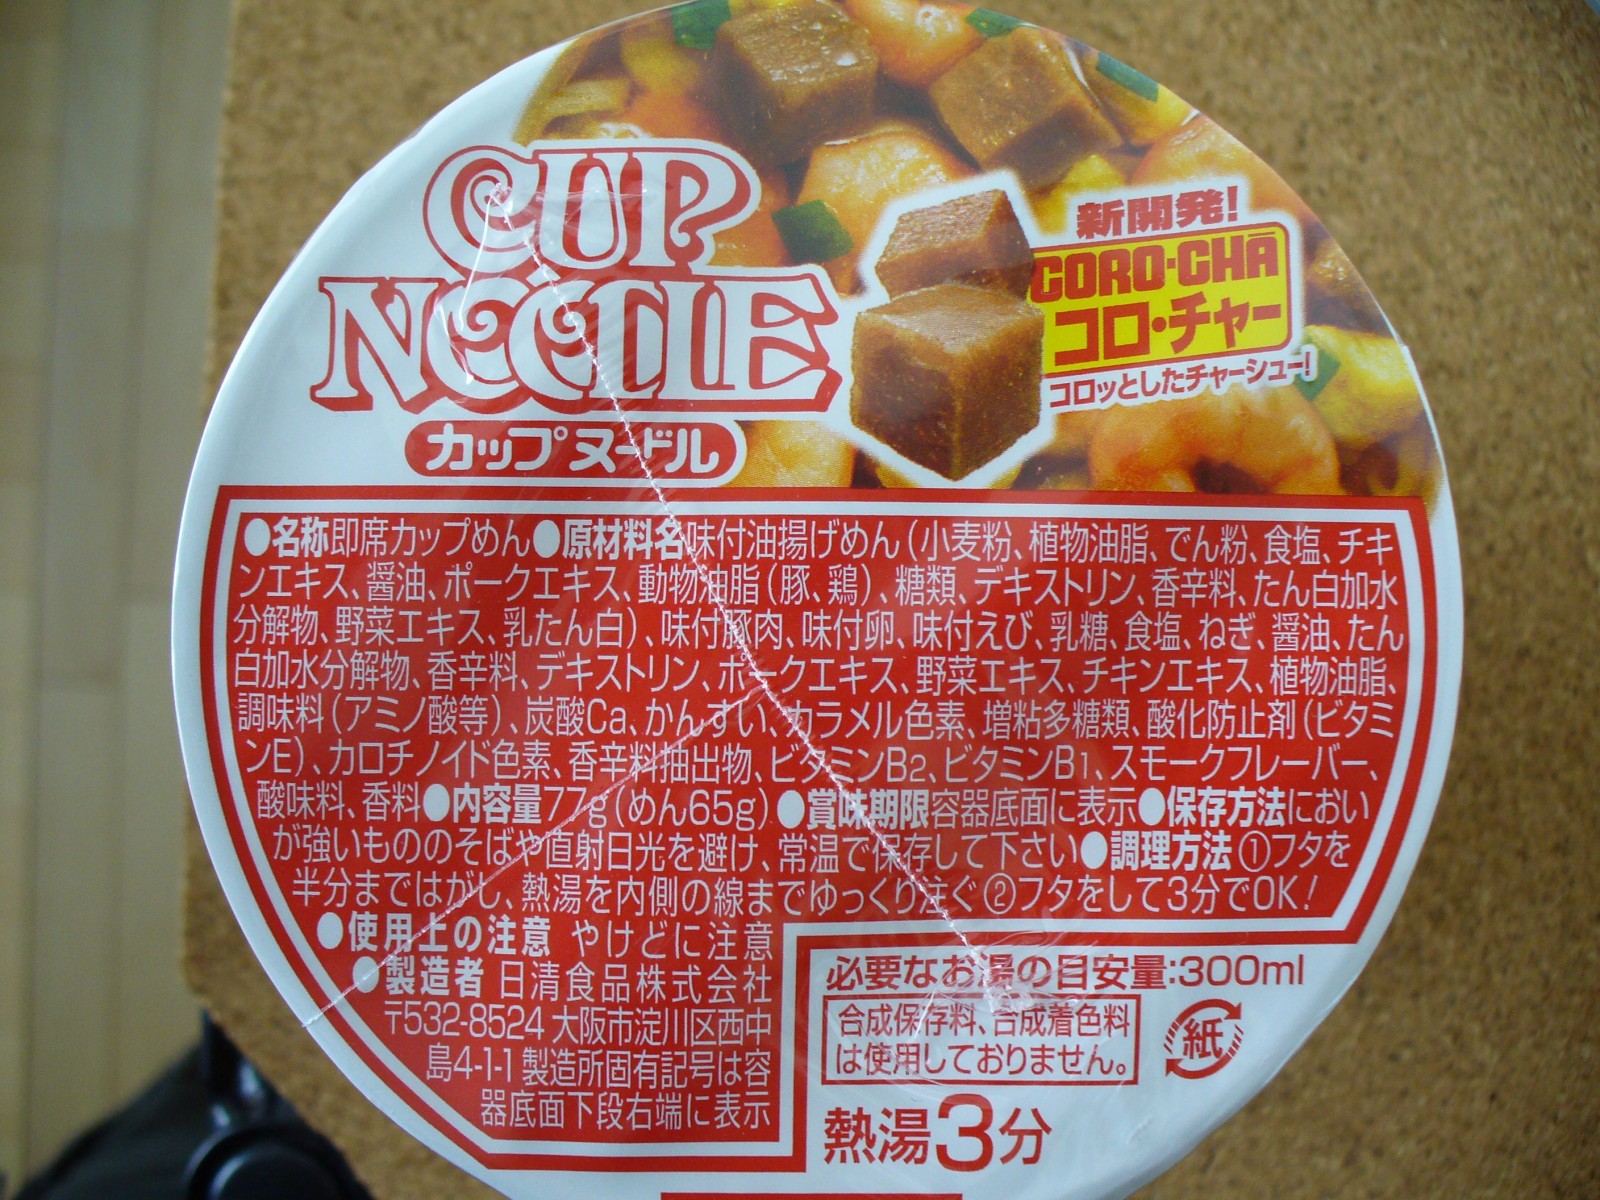 CUP
NOODLE
カップヌードル
新開発!
CORO·CHĀ
コロ・チャー
コロッとしたチャーシュー!
●名称即席カップめん●原材料名味付油揚げめん(小麦粉、植物油脂、でん粉、食塩、チキ
ンエキス、醤油、ポークエキス、動物油脂(豚、鶏)、糖類、デキストリン、香辛料、たん白加水
分解物、野菜エキス、乳たん白)、味付豚肉、味付卵、味付えび、乳糖、食塩、ねぎ、醤油、たん
白加水分解物、香辛料、デキストリン、ポークエキス、野菜エキス、チキンエキス、植物油脂、
調味料(アミノ酸等)、炭酸Ca、かんすい、カラメル色素、増粘多糖類、酸化防止剤(ビタミ
ンE)、カロチノイド色素、香辛料抽出物、ビタミンB2、ビタミンB1、スモークフレーバー、
酸味料、香料●内容量77g(めん65g)●賞味期限容器底面に表示●保存方法におい
が強いもののそばや直射日光を避け、常温で保存して下さい●調理方法①フタを
半分まではがし、熱湯を内側の線までゆっくり注ぐ②フタをして3分でOK!
●使用上の注意 やけどに注意
●製造者 日清食品株式会社
〒532-8524 大阪市淀川区西中
島4-1-1 製造所固有記号は容
器底面下段右端に表示
必要なお湯の目安量:300ml
合成保存料、合成着色料
は使用しておりません。
紙
熱湯3分